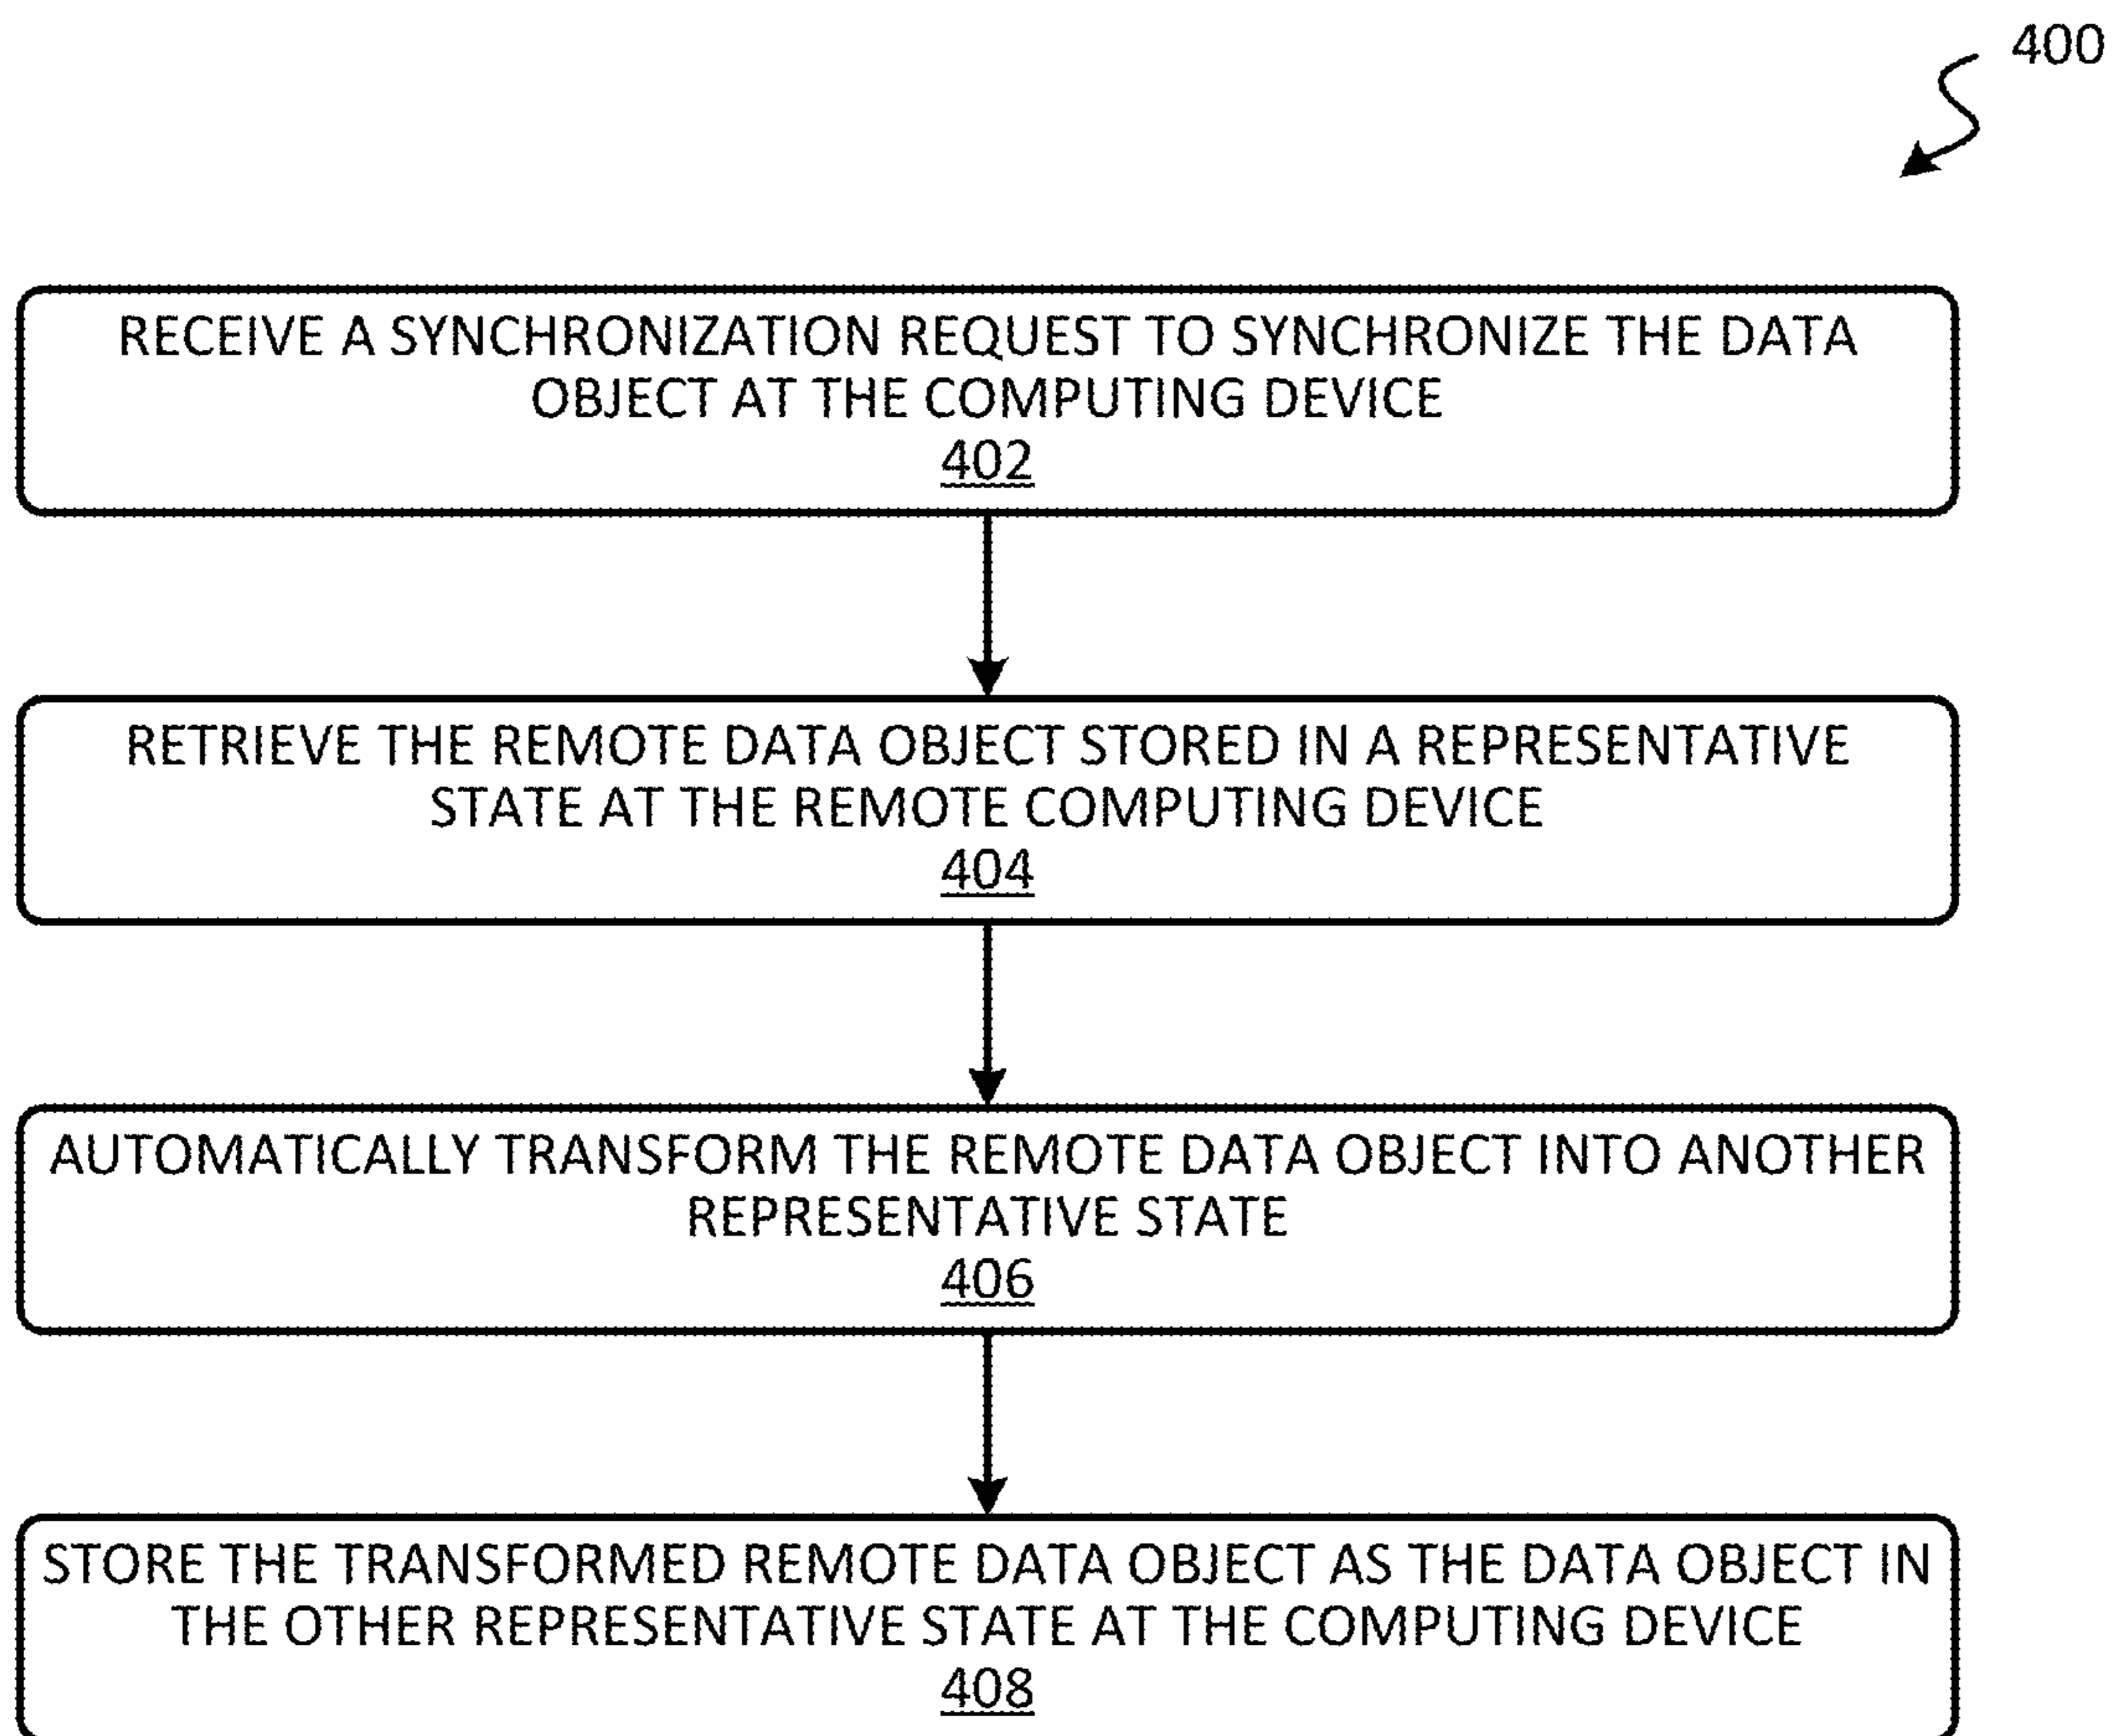 400
RECEIVE A SYNCHRONIZATION REQUEST TO SYNCHRONIZE THE DATA
OBJECT AT THE COMPUTING DEVICE
402
RETRIEVE THE REMOTE DATA OBJECT STORED IN A REPRESENTATIVE
STATE AT THE REMOTE COMPUTING DEVICE
404
AUTOMATICALLY TRANSFORM THE REMOTE DATA OBJECT INTO ANOTHER
REPRESENTATIVE STATE
406
STORE THE TRANSFORMED REMOTE DATA OBJECT AS THE DATA OBJECT IN
THE OTHER REPRESENTATIVE STATE AT THE COMPUTING DEVICE
408